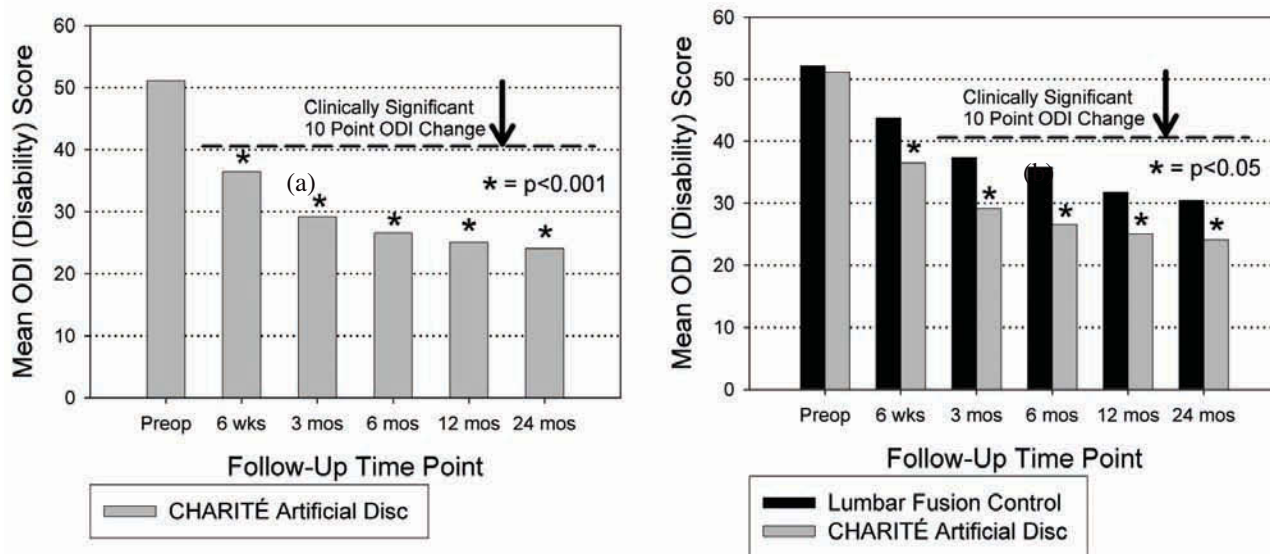 60
50
40
30
20
10
0
Mean ODI (Disability) Score
Clinically Significant
10 Point ODI Change
(a)
* = p<0.001
*
*
*
*
*
Preop 6 wks 3 mos 6 mos 12 mos 24 mos
Follow-Up Time Point
CHARITÉ Artificial Disc
60
50
40
30
20
10
0
Mean ODI (Disability) Score
Clinically Significant
10 Point ODI Change
(b)
* = p<0.05
*
*
*
*
*
Preop 6 wks 3 mos 6 mos 12 mos 24 mos
Follow-Up Time Point
Lumbar Fusion Control
CHARITÉ Artificial Disc